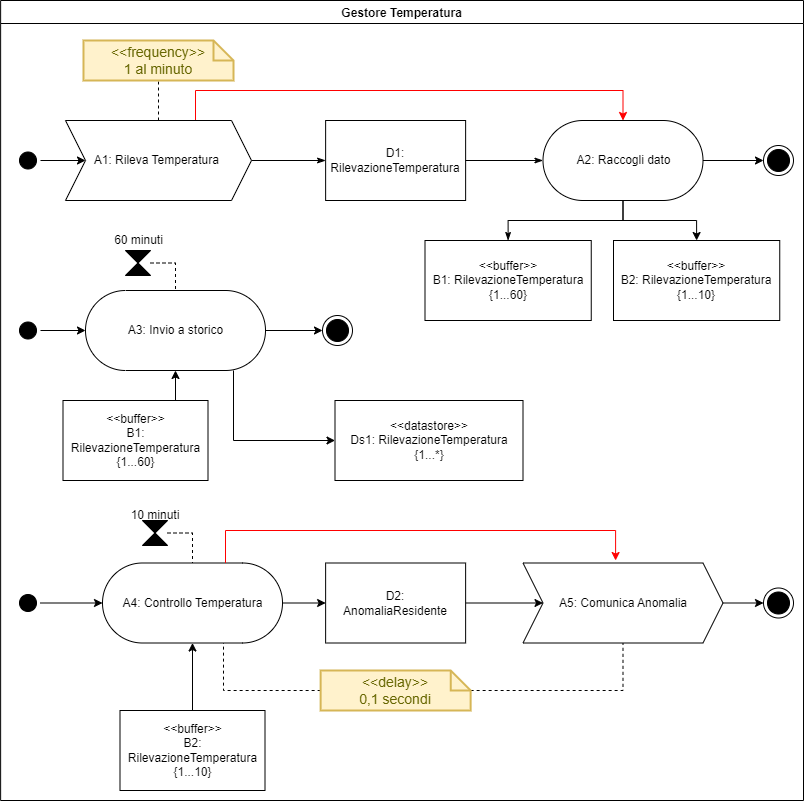 Gestore Temperatura
<<frequency>>
1 al minuto
A1: Rileva Temperatura
D1:
RilevazioneTemperatura
A2: Raccogli dato
<<buffer>>
B1: RilevazioneTemperatura
{1...60}
<<buffer>>
B2: RilevazioneTemperatura
{1...10}
60 minuti
A3: Invio a storico
<<buffer>>
B1:
RilevazioneTemperatura
{1...60}
<<datastore>>
Ds1: RilevazioneTemperatura
{1...*}
10 minuti
A4: Controllo Temperatura
D2:
AnomaliaResidente
A5: Comunica Anomalia
<<delay>>
0,1 secondi
<<buffer>>
B2:
RilevazioneTemperatura
{1...10}